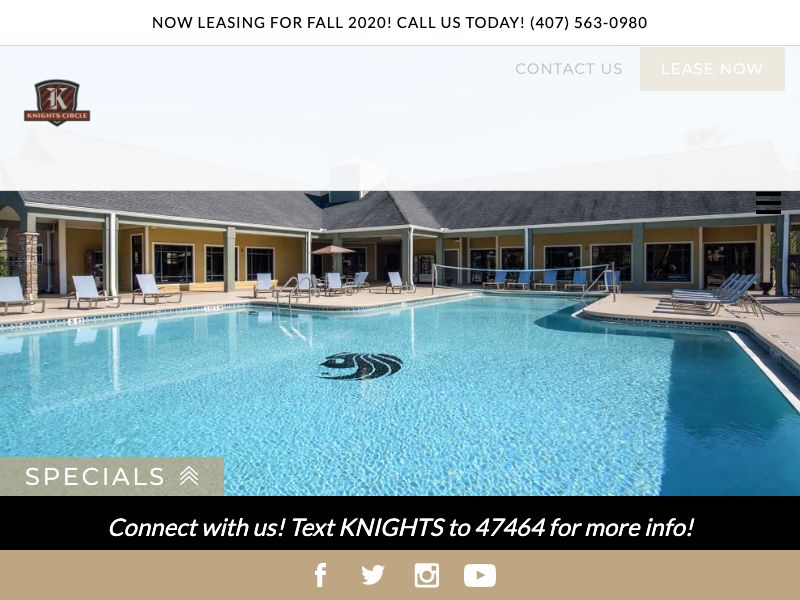 NOW LEASING FOR FALL 2020! CALL US TODAY! (407) 563-0980
CONTACT US
LEASE NOW
K
KNIGHTS CIRCLE
SPECIALS
Connect with us! Text KNIGHTS to 47464 for more info!